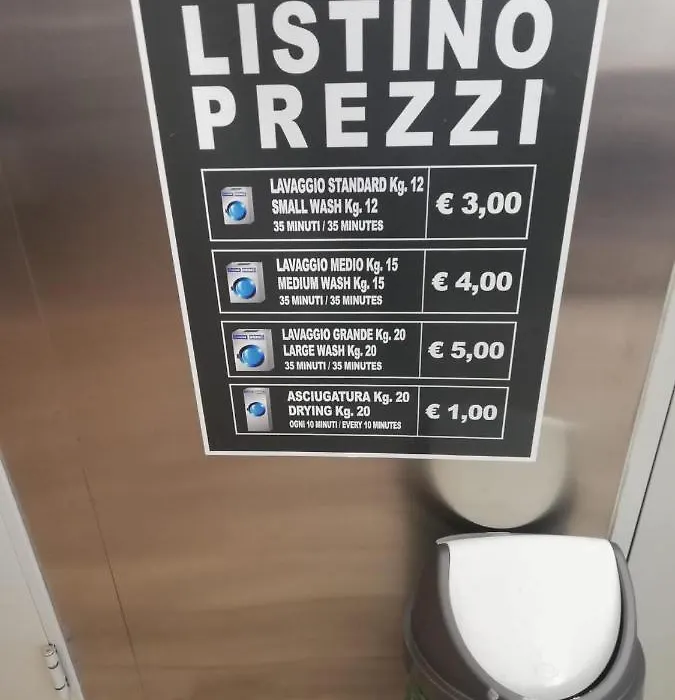 LISTINO
PREZZI
LAVAGGIO STANDARD Kg. 12
SMALL WASH Kg. 12
35 MINUTI / 35 MINUTES
€ 3,00
LAVAGGIO MEDIO Kg. 15
MEDIUM WASH Kg. 15
35 MINUTI / 35 MINUTES
€ 4,00
LAVAGGIO GRANDE Kg. 20
LARGE WASH Kg. 20
35 MINUTI / 35 MINUTES
€ 5,00
ASCIUGATURA Kg. 20
DRYING Kg. 20
OGNI 10 MINUTI / EVERY 10 MINUTES
€ 1,00